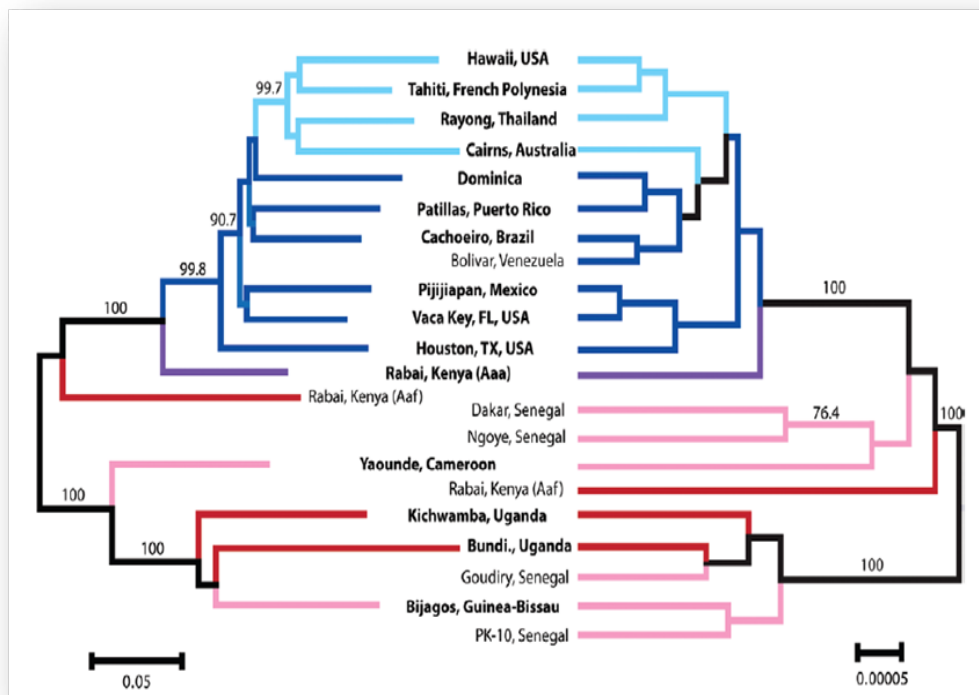 Hawaii, USA
99.7
Tahiti, French Polynesia
Rayong, Thailand
Cairns, Australia
Dominica
Patillas, Puerto Rico
90.7
Cachoeiro, Brazil
Bolivar, Venezuela
99.8
Pijijiapan, Mexico
100
100
Vaca Key, FL, USA
Houston, TX, USA
Rabai, Kenya (Aaa)
Rabai, Kenya (Aaf)
Dakar, Senegal
76.4
100
Ngoye, Senegal
Yaounde, Cameroon
Rabai, Kenya (Aaf)
100
Kichwamba, Uganda
100
Bundi., Uganda
Goudiry, Senegal
100
Bijagos, Guinea-Bissau
PK-10, Senegal
0.05
0.00005